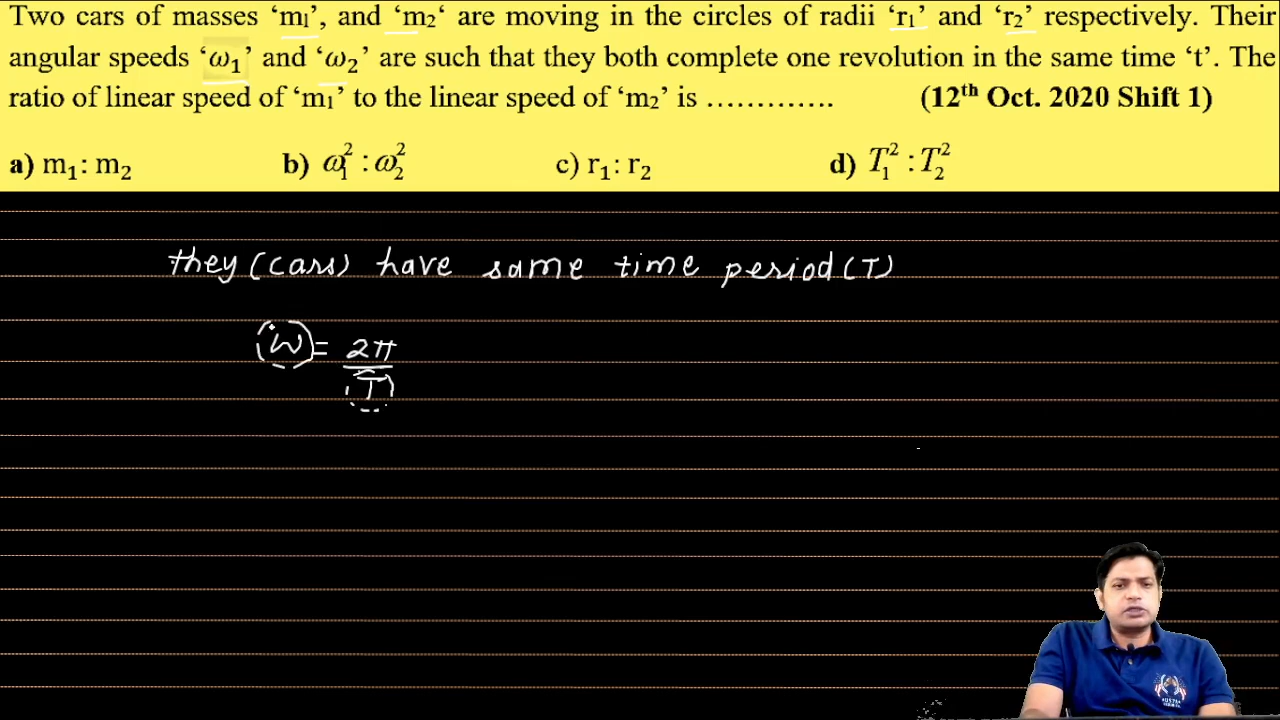 Two cars of masses ‘m₁’, and ‘m₂‘ are moving in the circles of radii ‘r₁’ and ‘r₂’ respectively. Their
angular speeds ‘ω₁’ and ‘ω₂’ are such that they both complete one revolution in the same time ‘t’. The
ratio of linear speed of ‘m₁’ to the linear speed of ‘m₂’ is ………….. (12ᵗʰ Oct. 2020 Shift 1)
a) m₁: m₂ b) ω₁² : ω₂² c) r₁: r₂ d) T₁² : T₂²
they (cars) have same time period (T)
ω = 2π / T